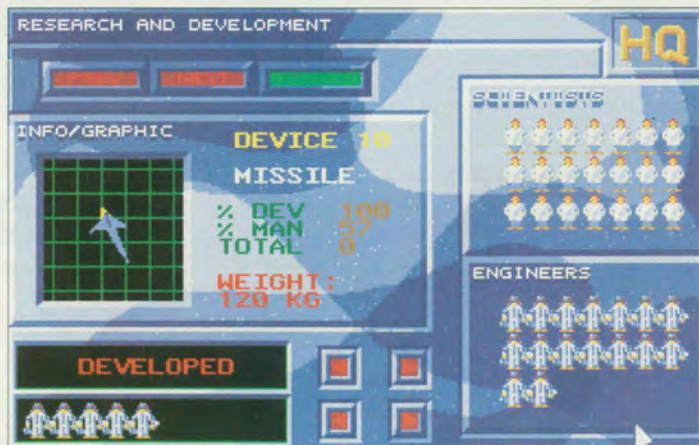 RESEARCH AND DEVELOPMENT
HQ
SCIENTISTS
INFO/GRAPHIC
DEVICE 10
MISSILE
% DEV 100
% MAN 57
TOTAL 0
WEIGHT:
120 KG
ENGINEERS
DEVELOPED